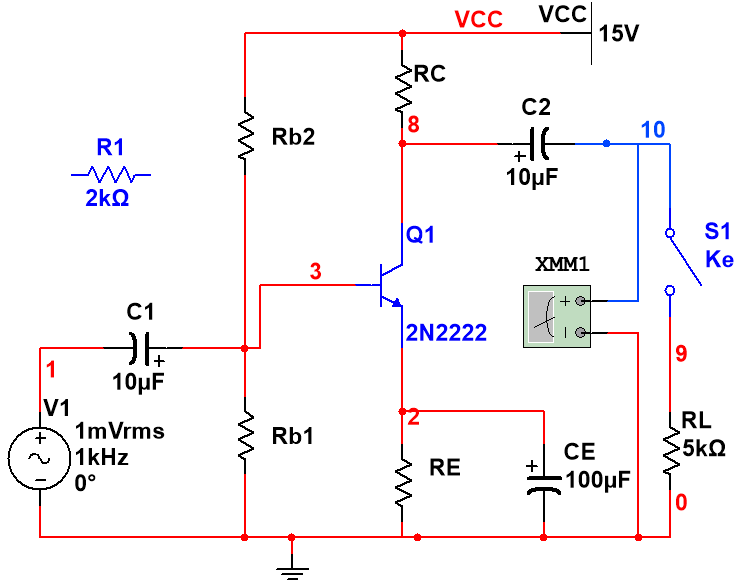 VCC
VCC
15V
RC
C2
8
10
10µF
Rb2
R1
2kΩ
Q1
S1
Ke
3
XMM1
C1
2N2222
10µF
1
9
V1
1mVrms
1kHz
0°
Rb1
2
RL
5kΩ
RE
CE
100µF
0